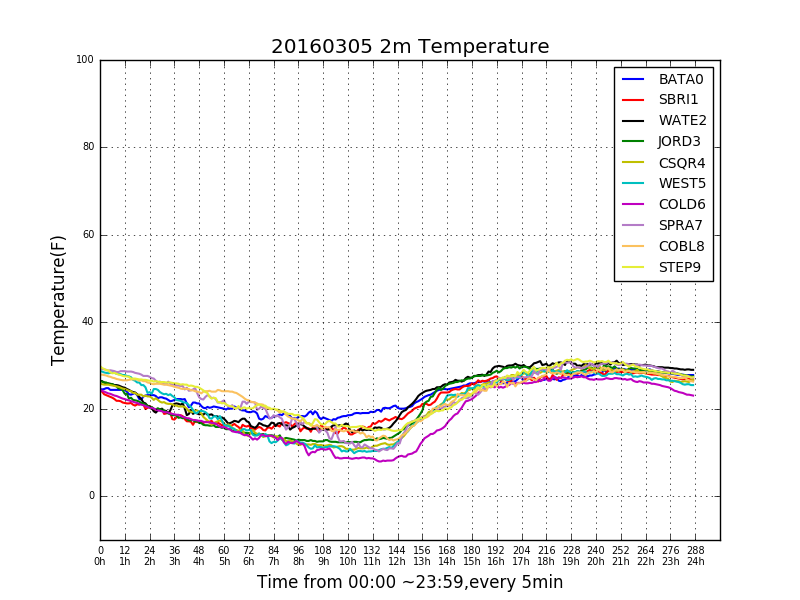 20160305 2m Temperature
100
80
60
40
20
0
Temperature(F)
BATA0
SBRI1
WATE2
JORD3
CSQR4
WEST5
COLD6
SPRA7
COBL8
STEP9
0 12 24 36 48 60 72 84 96 108 120 132 144 156 168 180 192 204 216 228 240 252 264 276 288
0h 1h 2h 3h 4h 5h 6h 7h 8h 9h 10h 11h 12h 13h 14h 15h 16h 17h 18h 19h 20h 21h 22h 23h 24h
Time from 00:00 ~23:59,every 5min